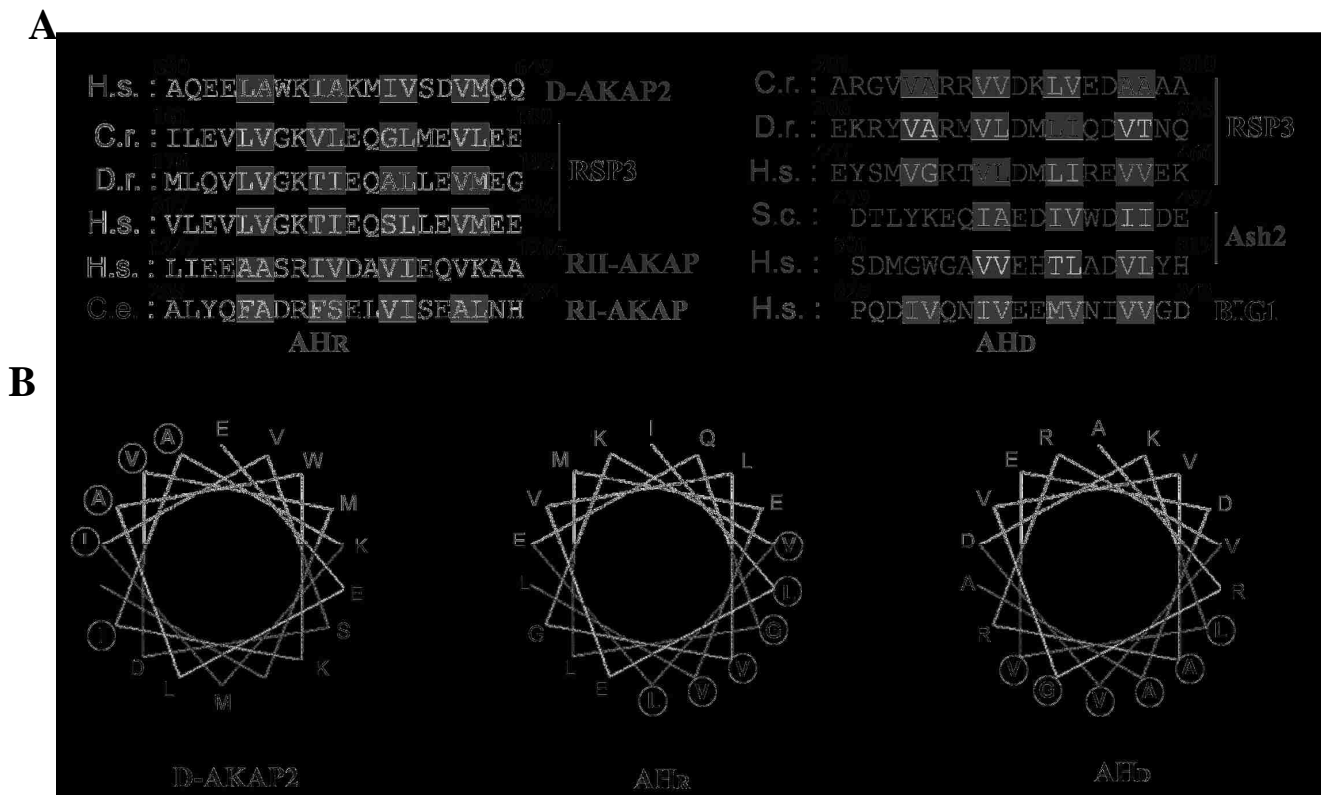 A
H.s. : AQEELAWKIAKMIVSDVMQQ D-AKAP2
C.r. : ILEVLVGKVLEQGLMEVLEE
D.r. : MLQVLVGKTIEQALLEVMEG RSP3
H.s. : VLEVLVGKTIEQSLLEVMEE
H.s. : LIEEAASRIVDAVIEQVKAA RII-AKAP
C.e. : ALYQFADRFSELVISEALNH RI-AKAP
AHR
C.r. : ARGVVARRVVDKLVEDAAAA
D.r. : EKRYVARMVLDMLIQDVTNQ RSP3
H.s. : EYSMVGRTVLDMLIREVVEK
S.c. : DTLYKEQIAEDIVWDIIDE
Ash2
H.s. : SDMGWGAVVEHTLADVLYH
H.s. : PQDIVQNIVEEMVNIVVGD BIG1
AHD
B
E V W M K E S K M L D I I A V A
D-AKAP2
I Q L E V L G V V L E L G L E V M K
AHR
A K V D V R L A A V G V R A D V E R
AHD